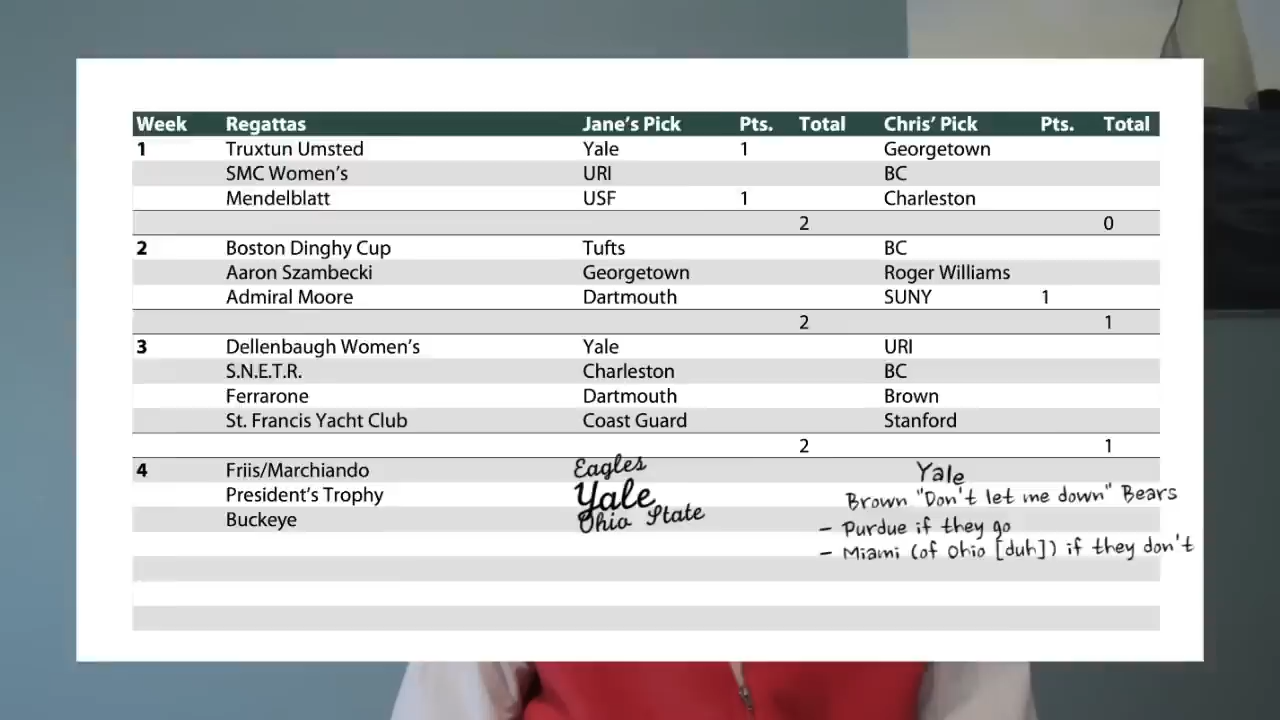 Week Regattas Jane's Pick Pts. Total Chris' Pick Pts. Total
1 Truxtun Umsted Yale 1 Georgetown
SMC Women's URI BC
Mendelblatt USF 1 Charleston
2 0
2 Boston Dinghy Cup Tufts BC
Aaron Szambecki Georgetown Roger Williams
Admiral Moore Dartmouth SUNY 1
2 1
3 Dellenbaugh Women's Yale URI
S.N.E.T.R. Charleston BC
Ferrarone Dartmouth Brown
St. Francis Yacht Club Coast Guard Stanford
2 1
4 Friis/Marchiando Eagles Yale
President's Trophy Yale Brown "Don't let me down" Bears
Buckeye Ohio State - Purdue if they go
- Miami (of Ohio [duh]) if they don't